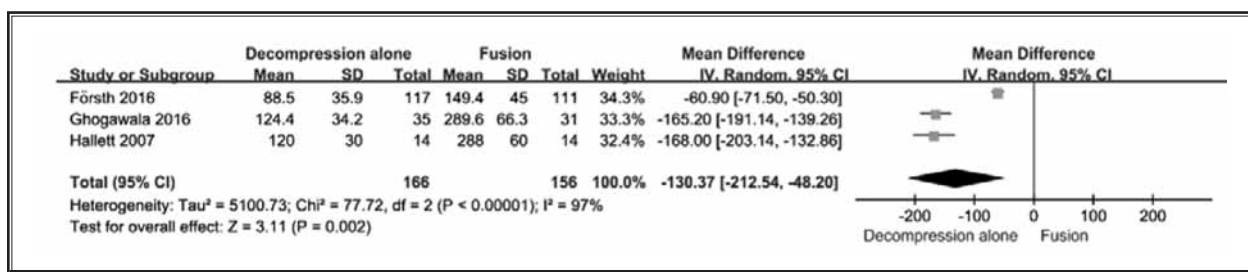 Decompression alone Fusion Mean Difference Mean Difference
Study or Subgroup Mean SD Total Mean SD Total Weight IV, Random, 95% CI IV, Random, 95% CI
Försth 2016 88.5 35.9 117 149.4 45 111 34.3% -60.90 [-71.50, -50.30]
Ghogawala 2016 124.4 34.2 35 289.6 66.3 31 33.3% -165.20 [-191.14, -139.26]
Hallett 2007 120 30 14 288 60 14 32.4% -168.00 [-203.14, -132.86]
Total (95% CI) 166 156 100.0% -130.37 [-212.54, -48.20]
Heterogeneity: Tau² = 5100.73; Chi² = 77.72, df = 2 (P < 0.00001); I² = 97%
Test for overall effect: Z = 3.11 (P = 0.002)
-200 -100 0 100 200
Decompression alone Fusion